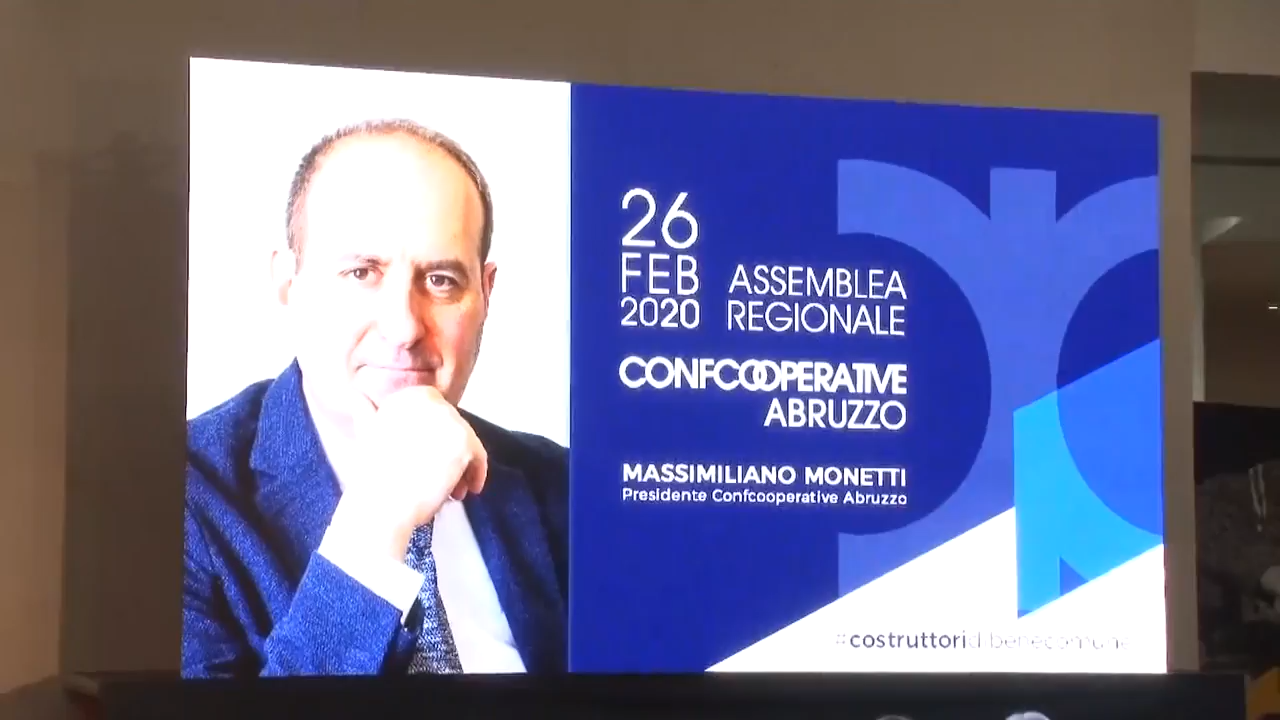 26
FEB
2020
ASSEMBLEA
REGIONALE
CONFCOOPERATIVE
ABRUZZO
MASSIMILIANO MONETTI
Presidente Confcooperative Abruzzo
#costruttoridibenecomune